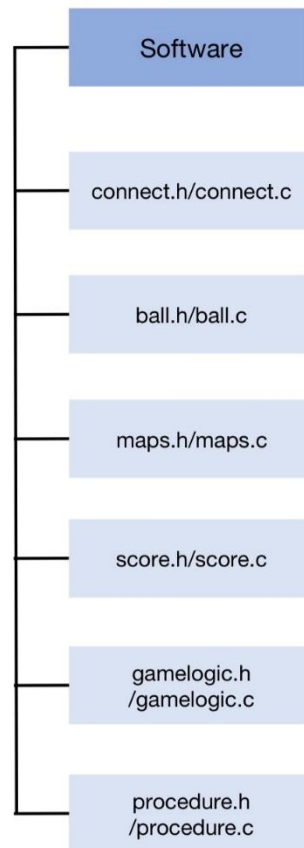 Software
connect.h/connect.c
ball.h/ball.c
maps.h/maps.c
score.h/score.c
gamelogic.h
/gamelogic.c
procedure.h
/procedure.c